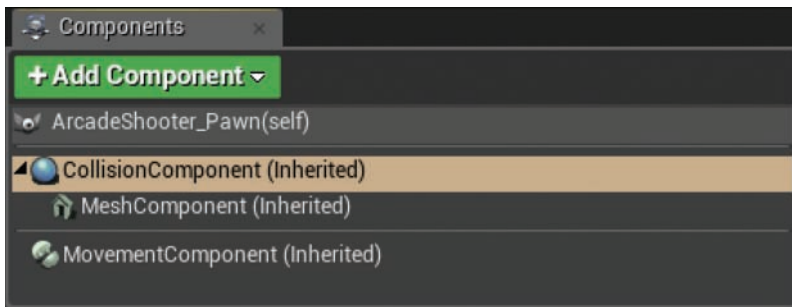 Components
+ Add Component
ArcadeShooter_Pawn(self)
CollisionComponent (Inherited)
MeshComponent (Inherited)
MovementComponent (Inherited)